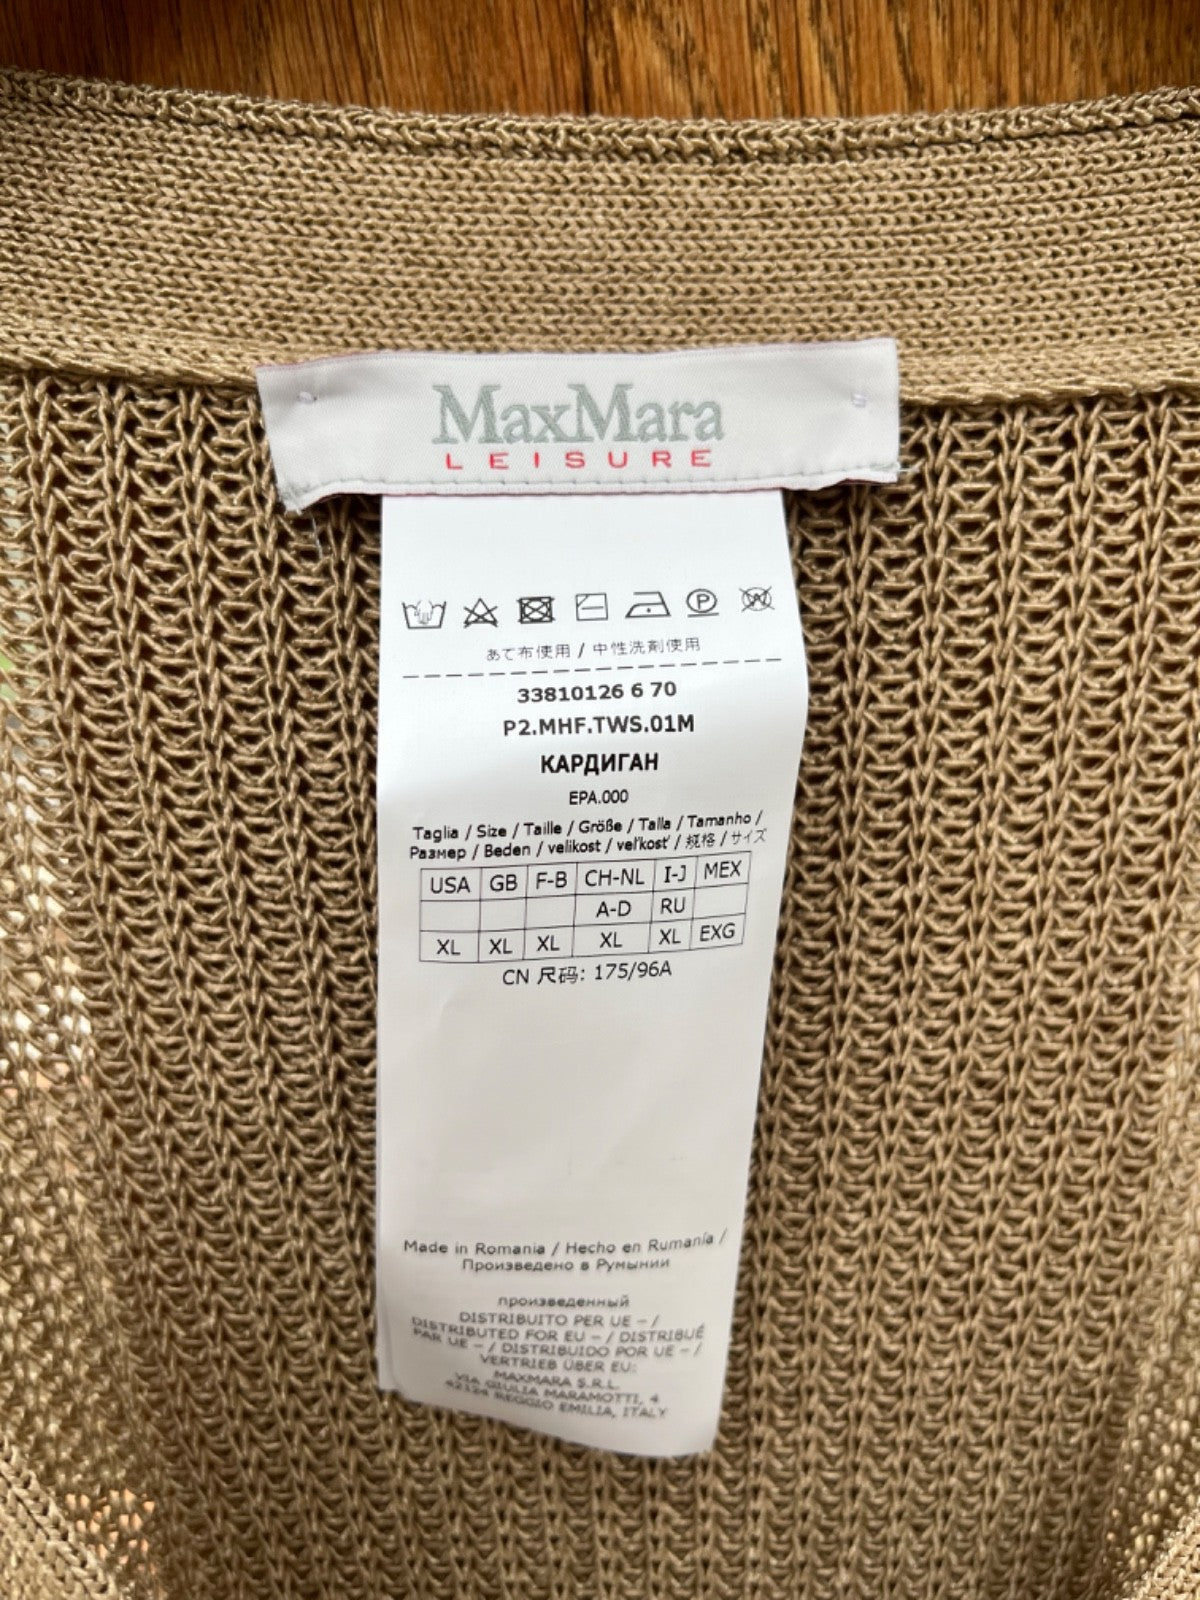 MaxMara
LEISURE
P
W
あて布使用 / 中性洗剤使用
33810126 6 70
P2.MHF.TWS.01M
КАРДИГАН
EPA.000
Taglia / Size / Taille / Größe / Talla / Tamanho /
Размер / Beden / velikost / veľkosť / 规格 / サイズ
USA GB F-B CH-NL I-J MEX
A-D RU
XL XL XL XL XL EXG
CN 尺码: 175/96A
Made in Romania / Hecho en Rumanía /
Произведено в Румынии
произведенный
DISTRIBUITO PER UE – /
DISTRIBUTED FOR EU – / DISTRIBUÉ
PAR UE – / DISTRIBUIDO POR UE – /
VERTRIEB ÜBER EU:
MAXMARA S.R.L.
VIA GIULIA MARAMOTTI, 4
42124 REGGIO EMILIA, ITALY